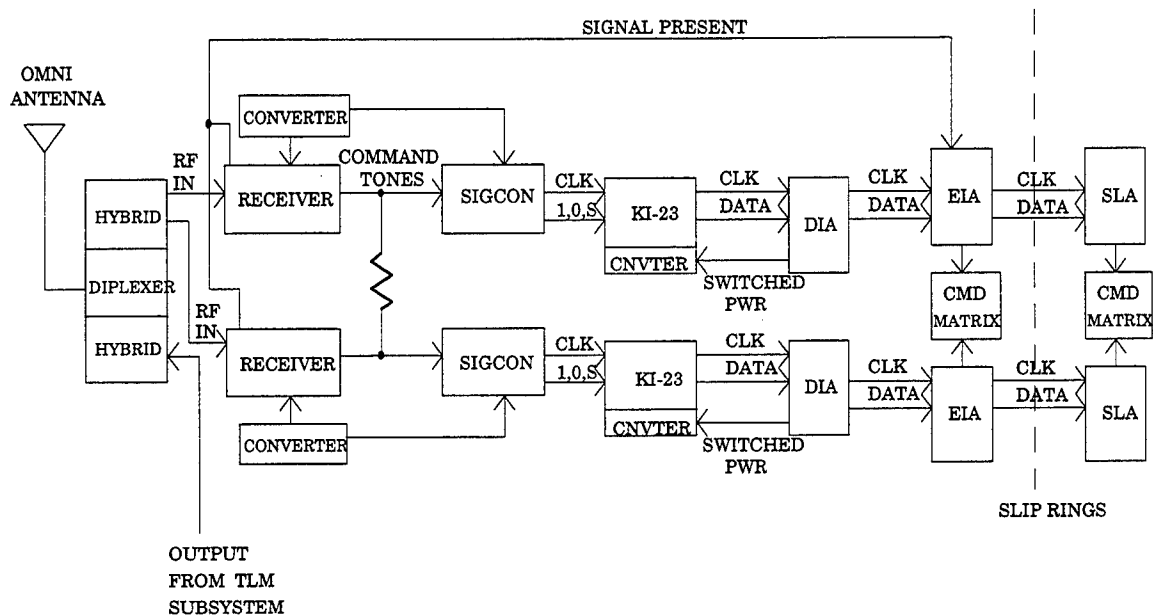 SIGNAL PRESENT
OMNI
ANTENNA
CONVERTER
RF
IN
COMMAND
TONES
HYBRID
RECEIVER
SIGCON
CLK
1,0,S
KI-23
CNVTER
CLK
DATA
DIA
SWITCHED
PWR
CLK
DATA
EIA
CLK
DATA
SLA
DIPLEXER
CMD
MATRIX
CMD
MATRIX
RF
IN
HYBRID
RECEIVER
SIGCON
CLK
1,0,S
KI-23
CNVTER
CLK
DATA
DIA
SWITCHED
PWR
CLK
DATA
EIA
CLK
DATA
SLA
CONVERTER
SLIP RINGS
OUTPUT
FROM TLM
SUBSYSTEM